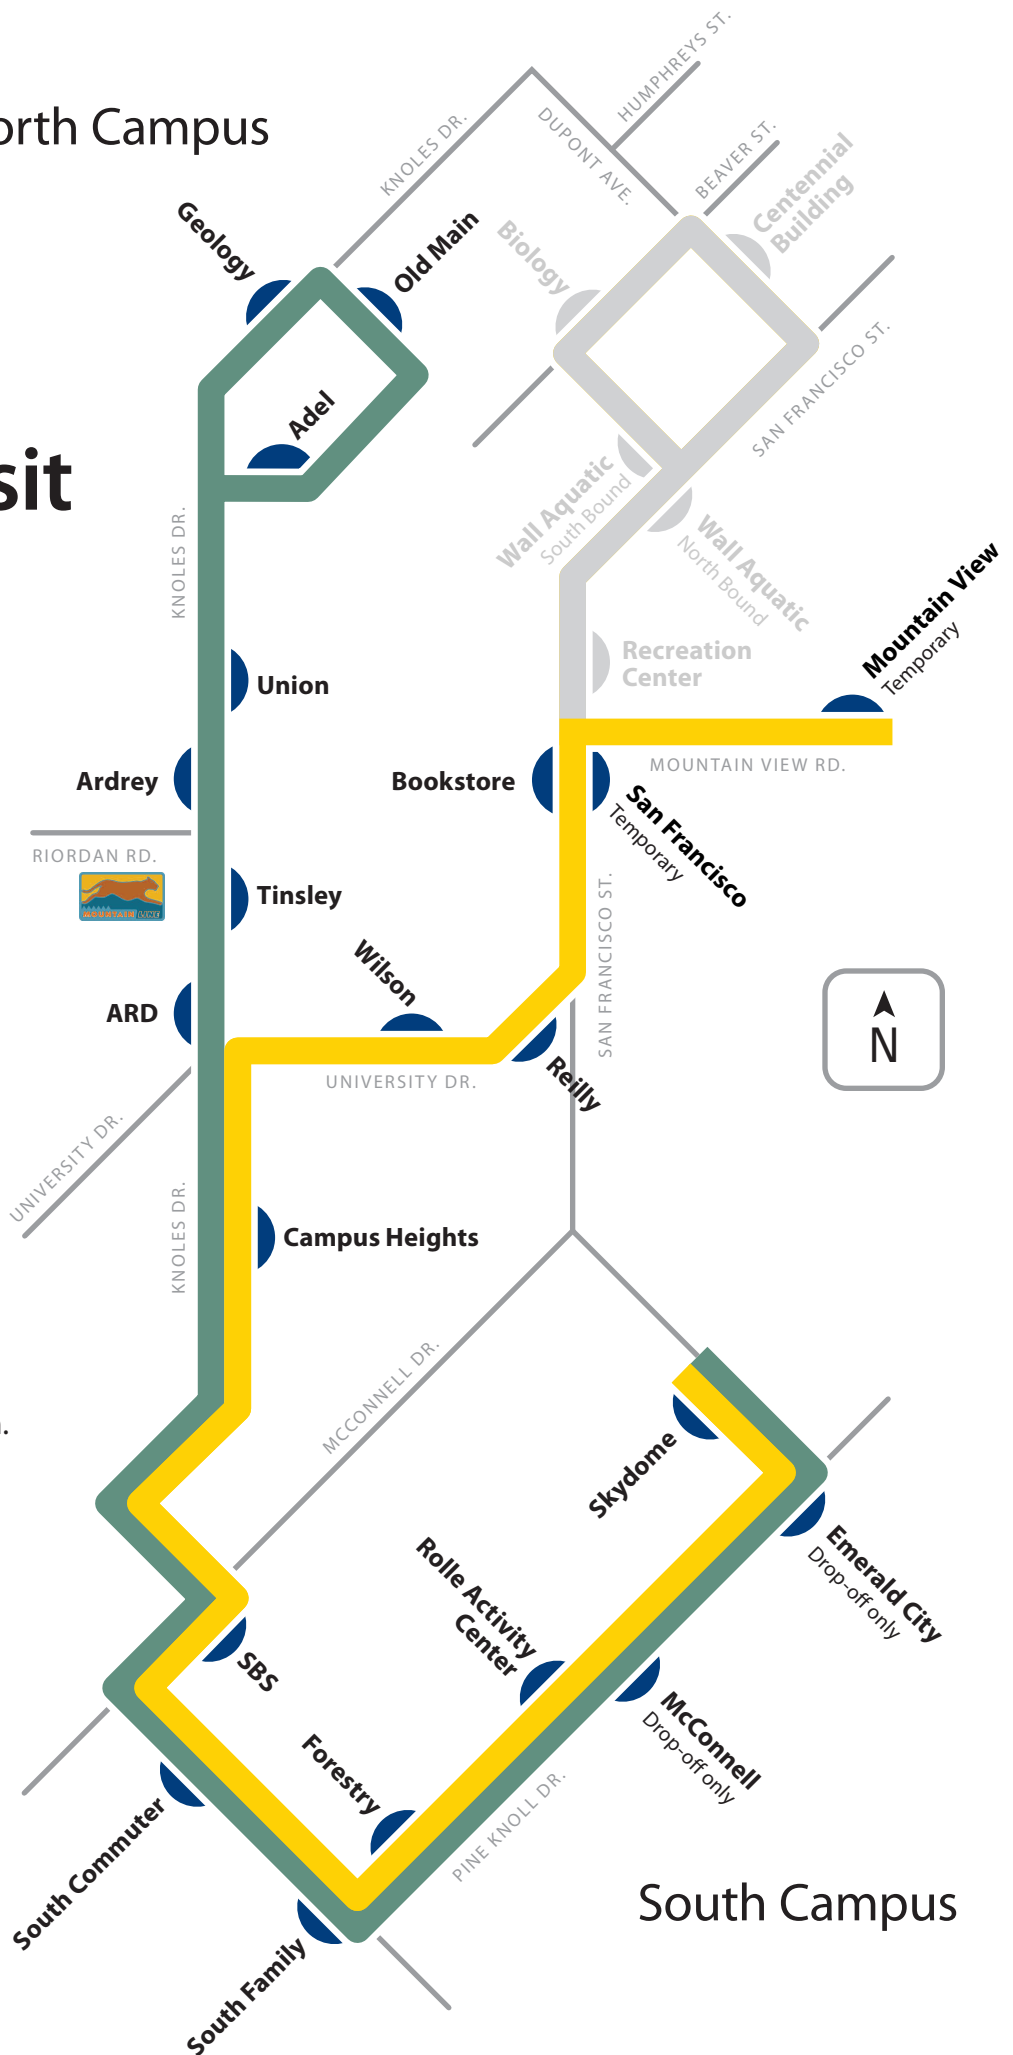 HUMPHREYS ST.
orth Campus
KNOLES DR.
DUPONT AVE.
BEAVER ST.
Centennial
Building
Geology
Old Main
Biology
SAN FRANCISCO ST.
Adel
sit
Wall Aquatic
South Bound
Wall Aquatic
North Bound
KNOLES DR.
Mountain View
Temporary
Recreation
Center
Union
MOUNTAIN VIEW RD.
Ardrey
Bookstore
San Francisco
Temporary
RIORDAN RD.
MOUNTAIN LINE
Tinsley
SAN FRANCISCO ST.
Wilson
ARD
N
Reilly
UNIVERSITY DR.
UNIVERSITY DR.
KNOLES DR.
Campus Heights
MCCONNELL DR.
.
Skydome
Emerald City
Drop-off only
Rolle Activity
Center
SBS
McConnell
Drop-off only
Forestry
PINE KNOLL DR.
South Commuter
South Campus
South Family